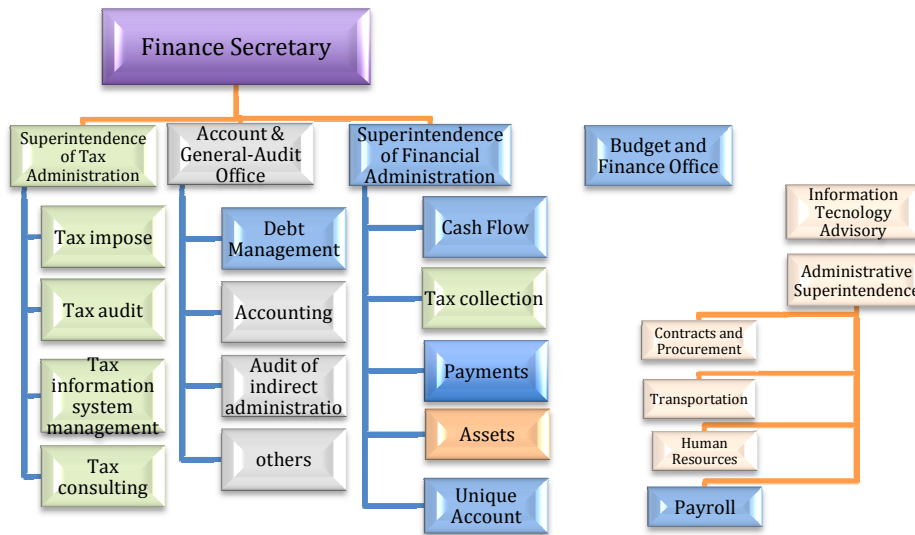 Finance Secretary
Superintendence
of Tax
Administration
Account &
General-Audit
Office
Superintendence
of Financial
Administration
Budget and
Finance Office
Information
Tecnology
Advisory
Administrative
Superintendence
Tax impose
Tax audit
Tax
information
system
management
Tax
consulting
Debt
Management
Accounting
Audit of
indirect
administratio
others
Cash Flow
Tax collection
Payments
Assets
Unique
Account
Contracts and
Procurement
Transportation
Human
Resources
Payroll